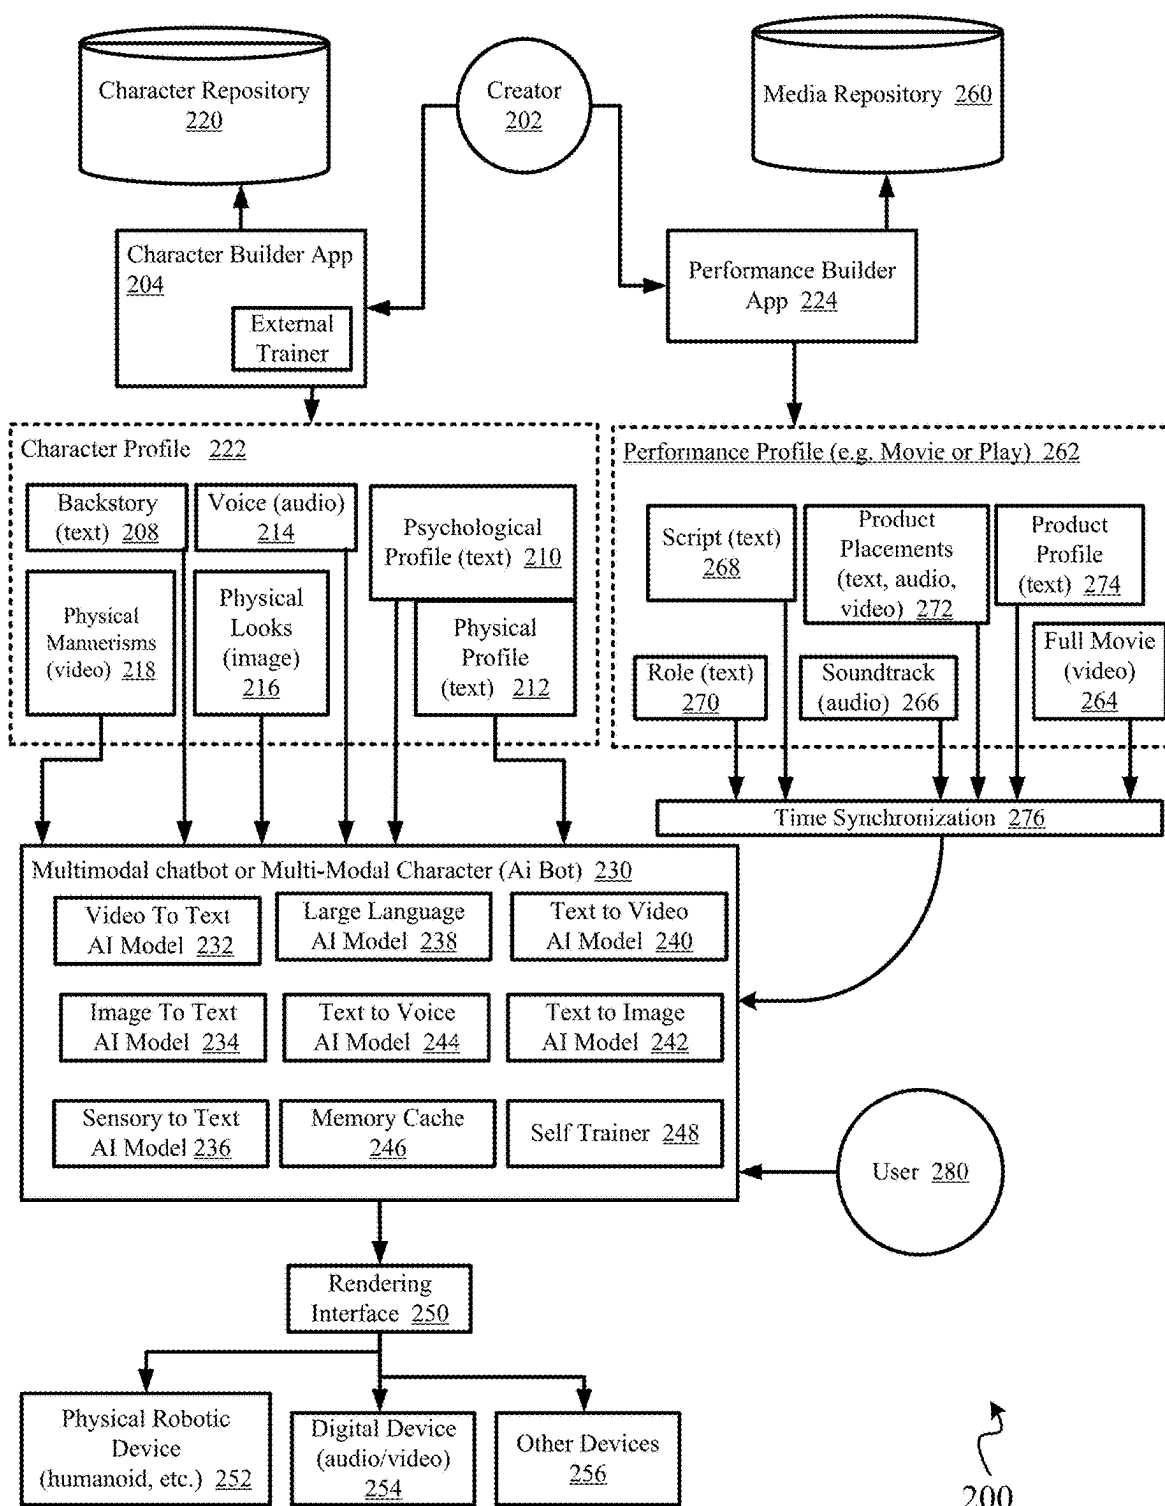 Character Repository
220
Creator
202
Media Repository 260
Character Builder App
204
External
Trainer
Performance Builder
App 224
Character Profile 222
Backstory
(text) 208
Voice (audio)
214
Psychological
Profile (text) 210
Physical
Mannerisms
(video) 218
Physical
Looks
(image)
216
Physical
Profile
(text) 212
Performance Profile (e.g. Movie or Play) 262
Script (text)
268
Product
Placements
(text, audio,
video) 272
Product
Profile
(text) 274
Role (text)
270
Soundtrack
(audio) 266
Full Movie
(video)
264
Time Synchronization 276
Multimodal chatbot or Multi-Modal Character (Ai Bot) 230
Video To Text
AI Model 232
Large Language
AI Model 238
Text to Video
AI Model 240
Image To Text
AI Model 234
Text to Voice
AI Model 244
Text to Image
AI Model 242
Sensory to Text
AI Model 236
Memory Cache
246
Self Trainer 248
User 280
Rendering
Interface 250
Physical Robotic
Device
(humanoid, etc.) 252
Digital Device
(audio/video)
254
Other Devices
256
200